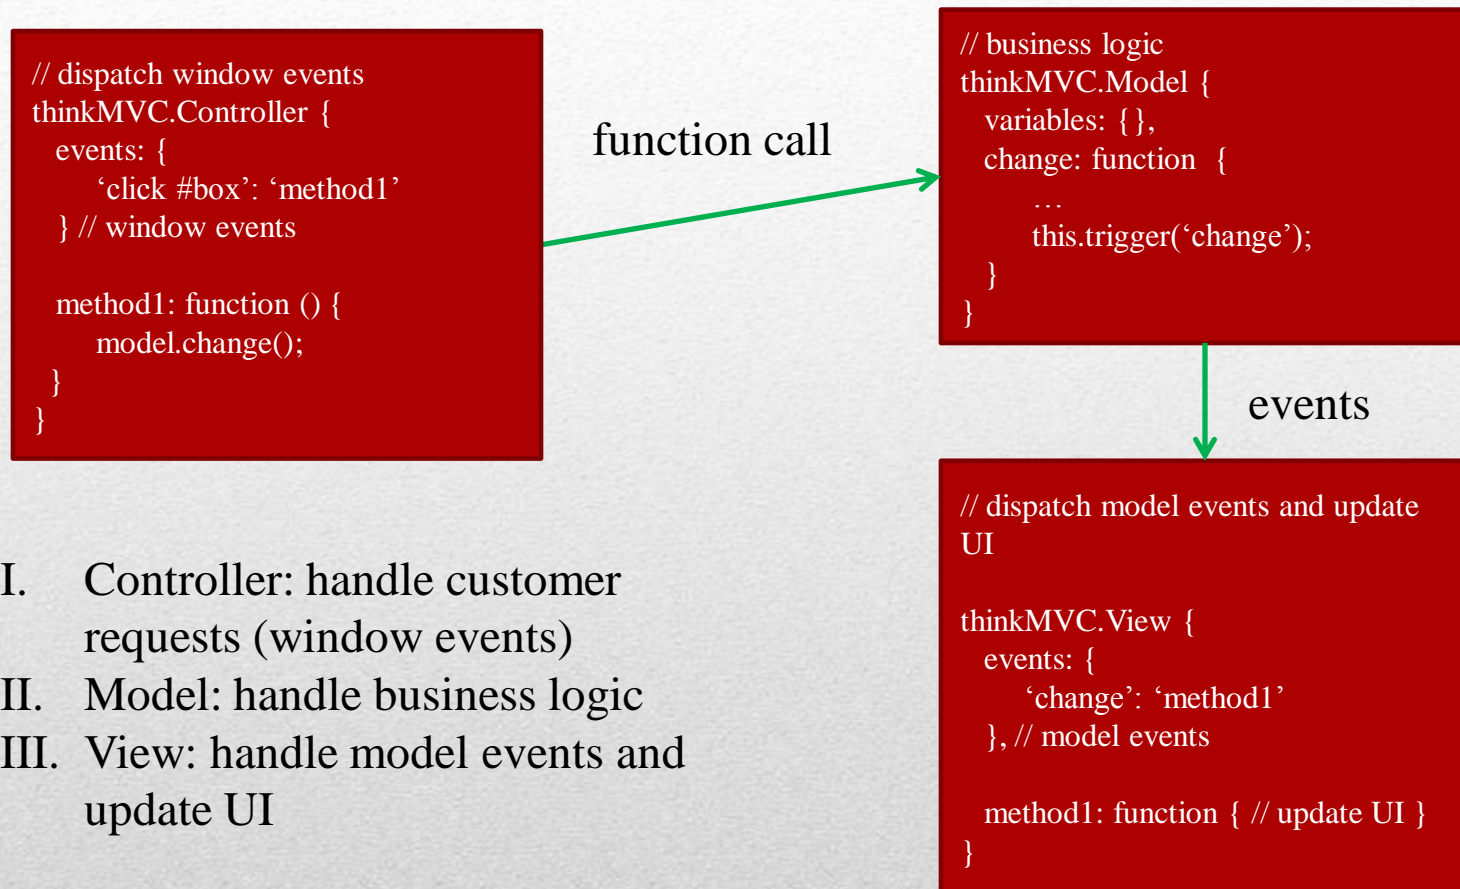 // dispatch window events
thinkMVC.Controller {
events: {
‘click #box’: ‘method1’
} // window events
method1: function () {
model.change();
}
}
function call
// business logic
thinkMVC.Model {
variables: {},
change: function {
…
this.trigger(‘change’);
}
}
events
// dispatch model events and update
UI
thinkMVC.View {
events: {
‘change’: ‘method1’
}, // model events
method1: function { // update UI }
}
I. Controller: handle customer
requests (window events)
II. Model: handle business logic
III. View: handle model events and
update UI